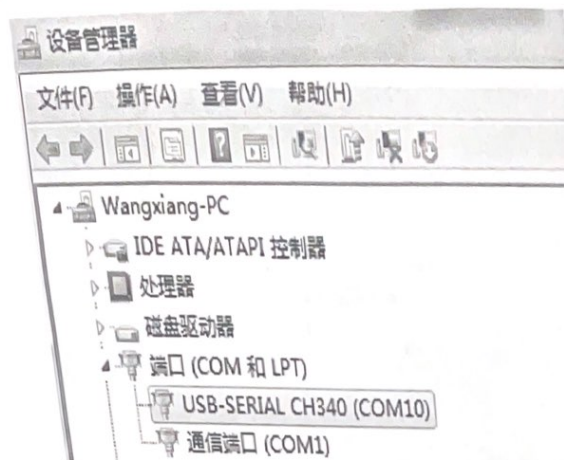 设备管理器
文件(F) 操作(A) 查看(V) 帮助(H)
Wangxiang-PC
IDE ATA/ATAPI 控制器
处理器
磁盘驱动器
端口 (COM 和 LPT)
USB-SERIAL CH340 (COM10)
通信端口 (COM1)